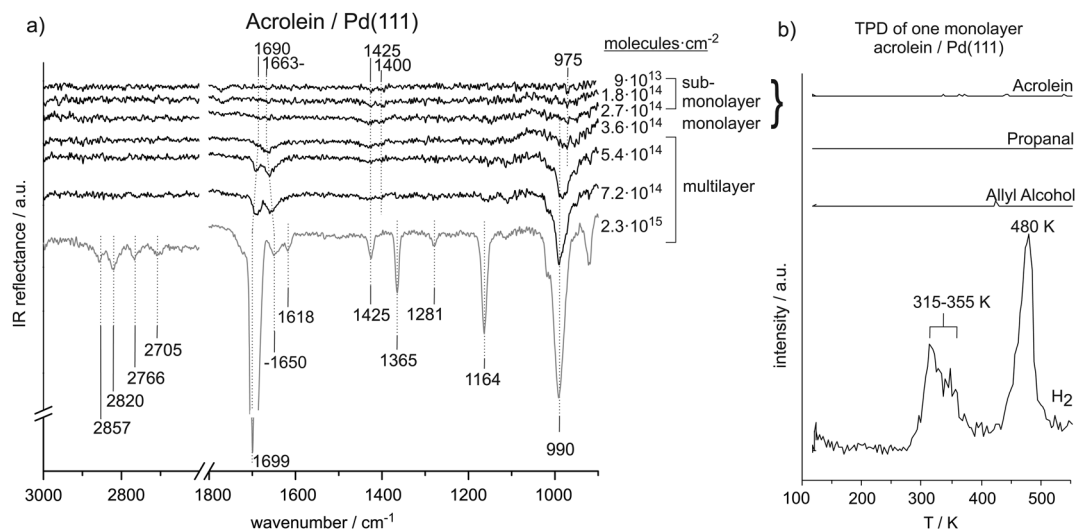 a)
Acrolein / Pd(111)
1690
1663-
1425
1400
975
molecules·cm-2
9·10¹³
1.8·10¹⁴
2.7·10¹⁴
3.6·10¹⁴
5.4·10¹⁴
7.2·10¹⁴
2.3·10¹⁵
sub-
monolayer
monolayer
multilayer
}
IR reflectance / a.u.
2857
2820
2766
2705
1699
-1650
1618
1425
1365
1281
1164
990
3000
2800
1800
1600
1400
1200
1000
wavenumber / cm⁻¹
b)
TPD of one monolayer
acrolein / Pd(111)
Acrolein
Propanal
Allyl Alcohol
480 K
315-355 K
H₂
intensity / a.u.
100
200
300
400
500
T / K